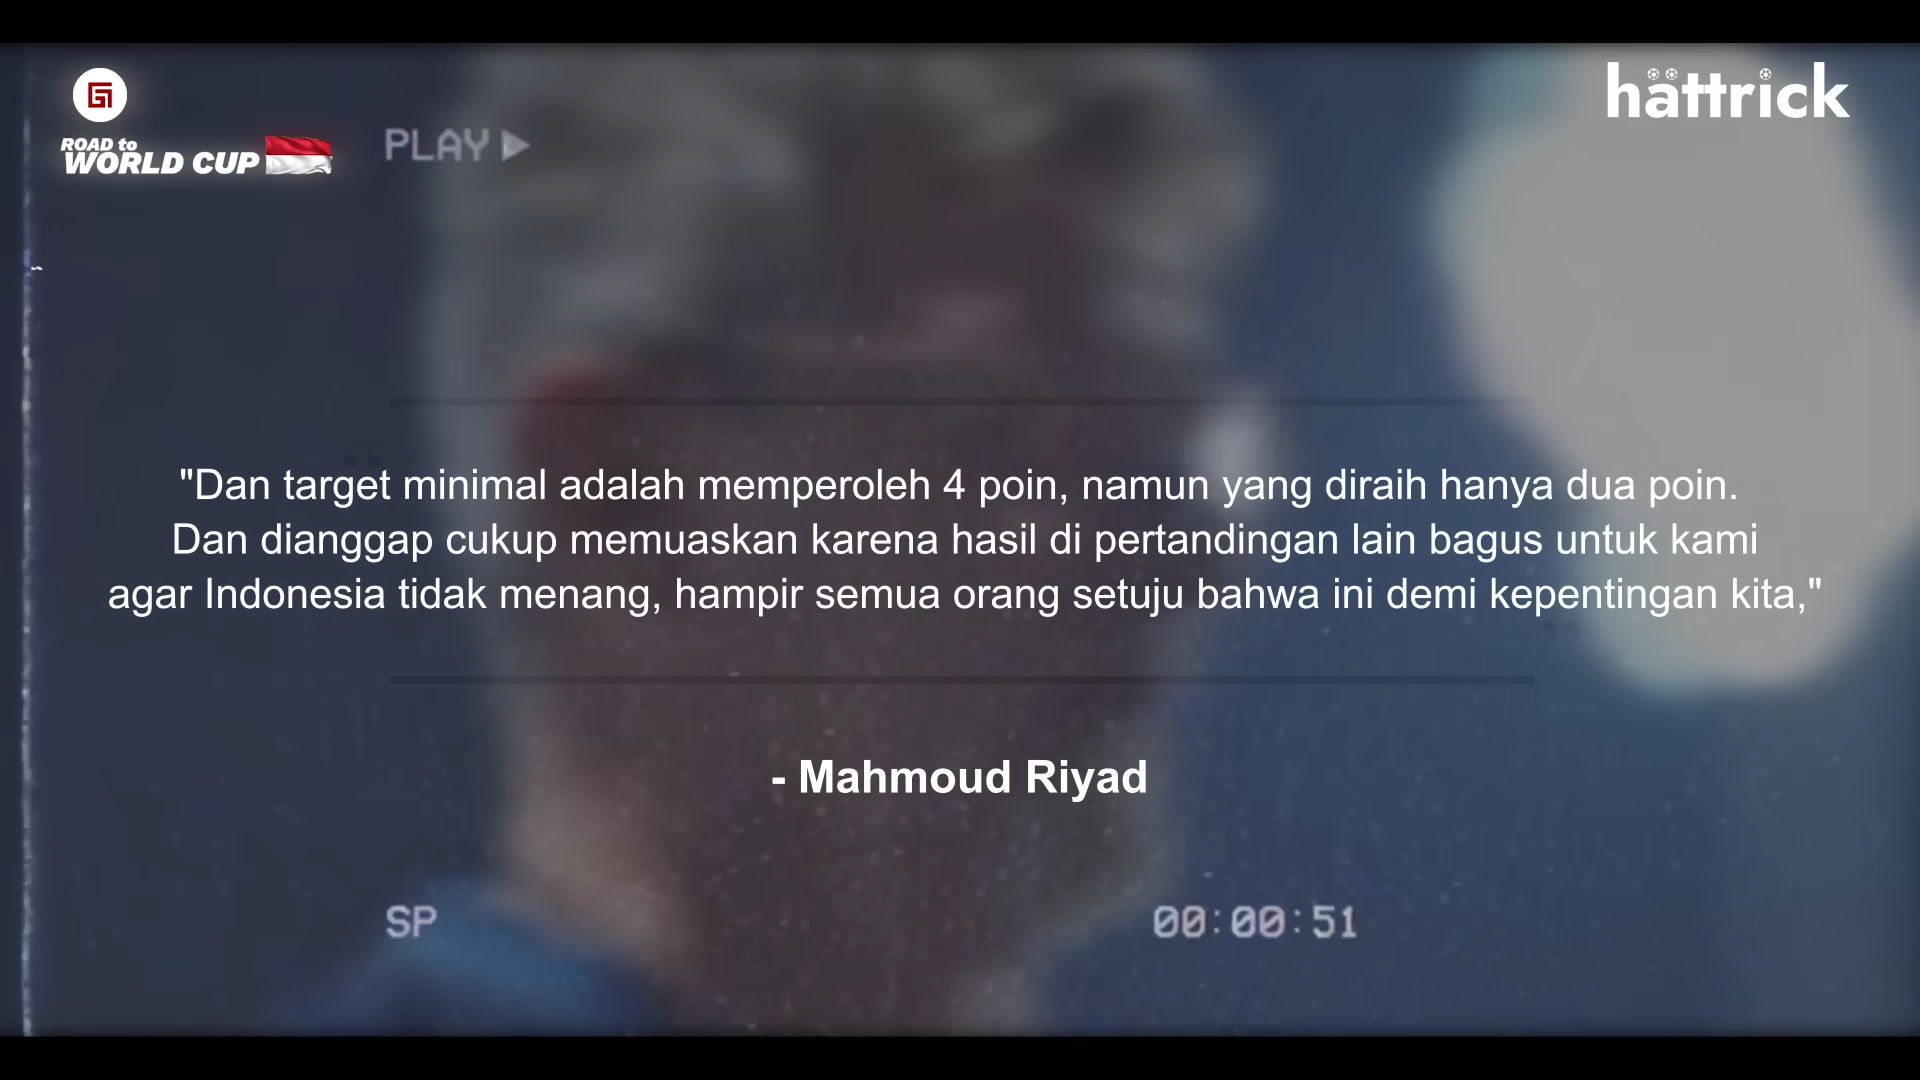 hattrick
ROAD to
WORLD CUP
PLAY
"Dan target minimal adalah memperoleh 4 poin, namun yang diraih hanya dua poin.
Dan dianggap cukup memuaskan karena hasil di pertandingan lain bagus untuk kami
agar Indonesia tidak menang, hampir semua orang setuju bahwa ini demi kepentingan kita,"
- Mahmoud Riyad
SP
00:00:51